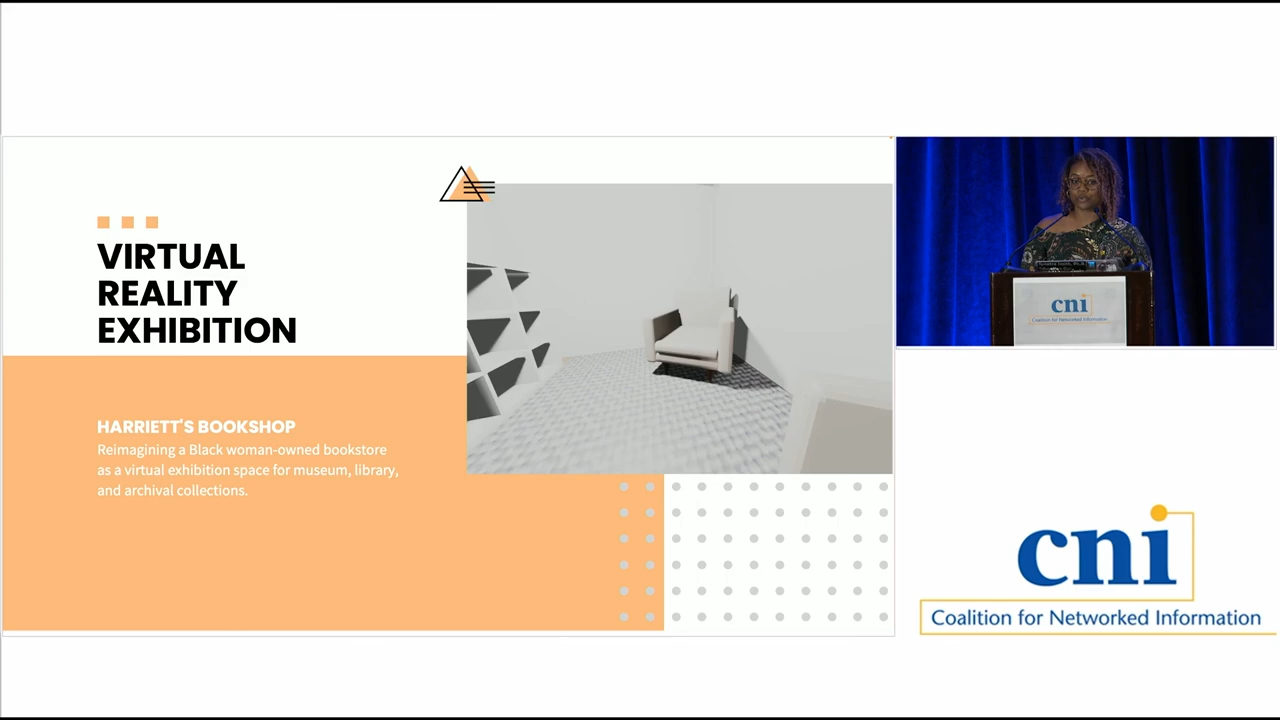 VIRTUAL
REALITY
EXHIBITION
HARRIETT'S BOOKSHOP
Reimagining a Black woman-owned bookstore
as a virtual exhibition space for museum, library,
and archival collections.
cni
Coalition for Networked Information
cni
Coalition for Networked Information